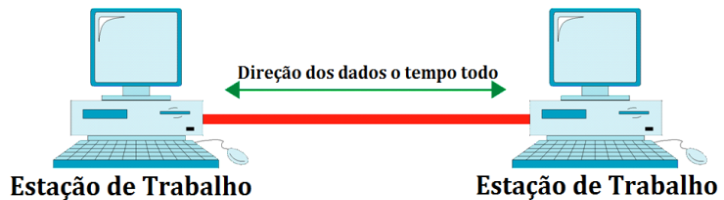 Direção dos dados o tempo todo
Estação de Trabalho
Estação de Trabalho